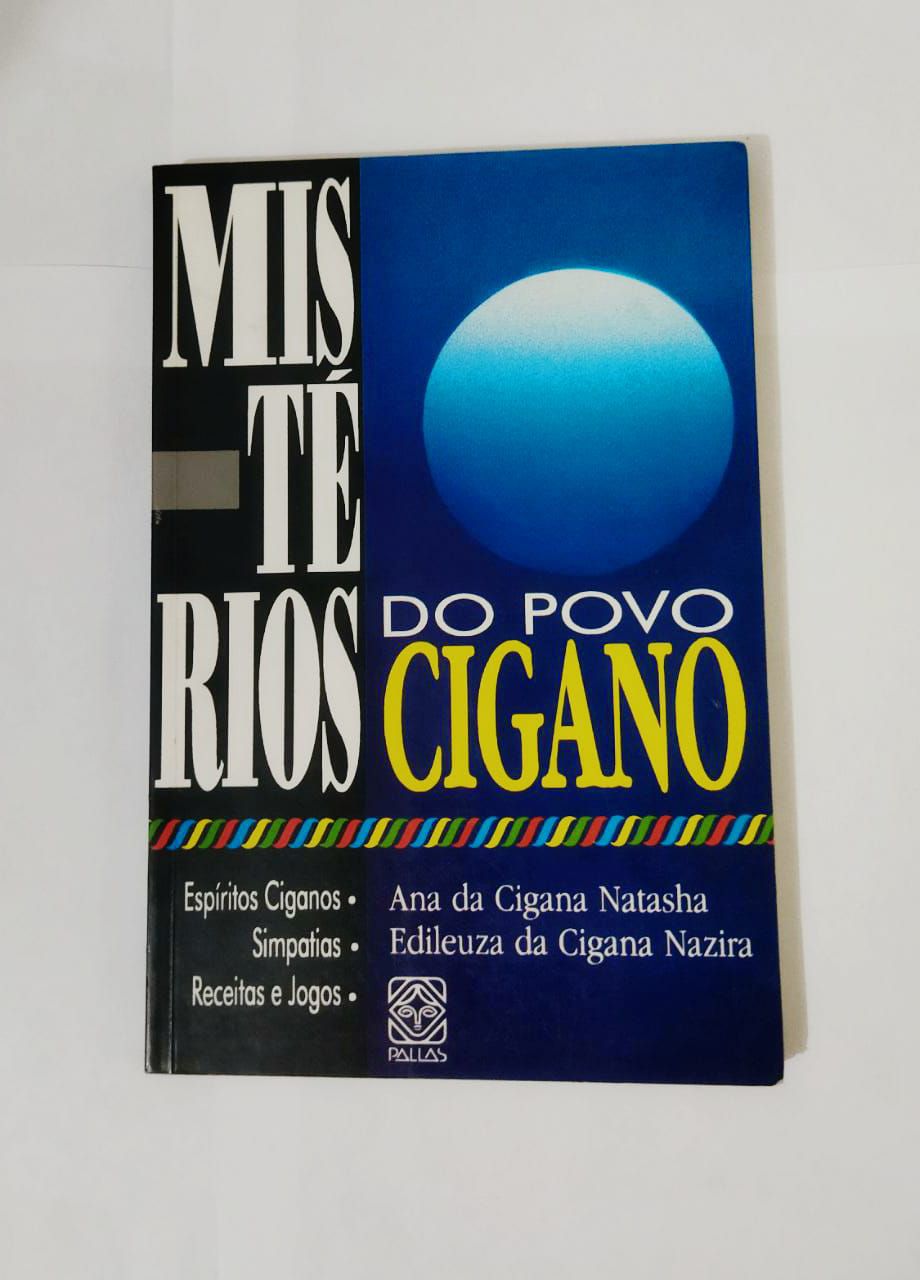 MIS
TÉ
RIOS
DO POVO
CIGANO
Espíritos Ciganos •
Simpatias •
Receitas e Jogos •
Ana da Cigana Natasha
Edileuza da Cigana Nazira
PALLAS